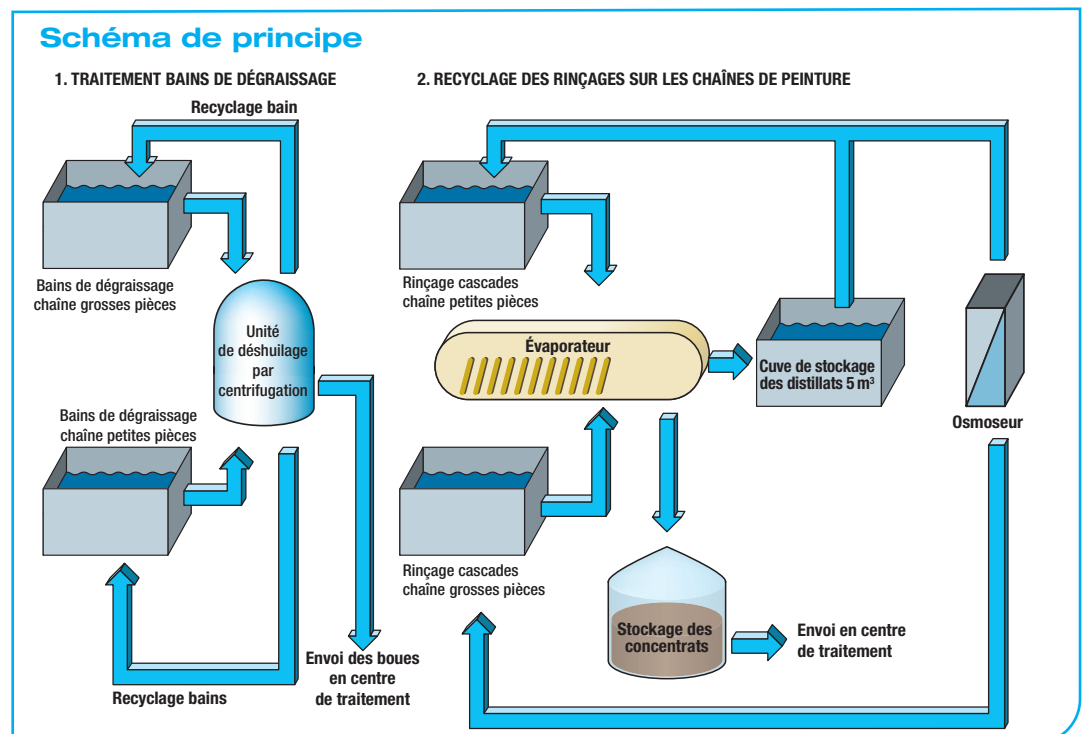 Schéma de principe
1. TRAITEMENT BAINS DE DÉGRAISSAGE
Recyclage bain
Bains de dégraissage
chaîne grosses pièces
Unité
de déshuilage
par
centrifugation
Bains de dégraissage
chaîne petites pièces
Recyclage bains
Envoi des boues
en centre
de traitement
2. RECYCLAGE DES RINÇAGES SUR LES CHAÎNES DE PEINTURE
Rinçage cascades
chaîne petites pièces
Évaporateur
Cuve de stockage
des distillats 5 m³
Osmoseur
Rinçage cascades
chaîne grosses pièces
Stockage des
concentrats
Envoi en centre
de traitement